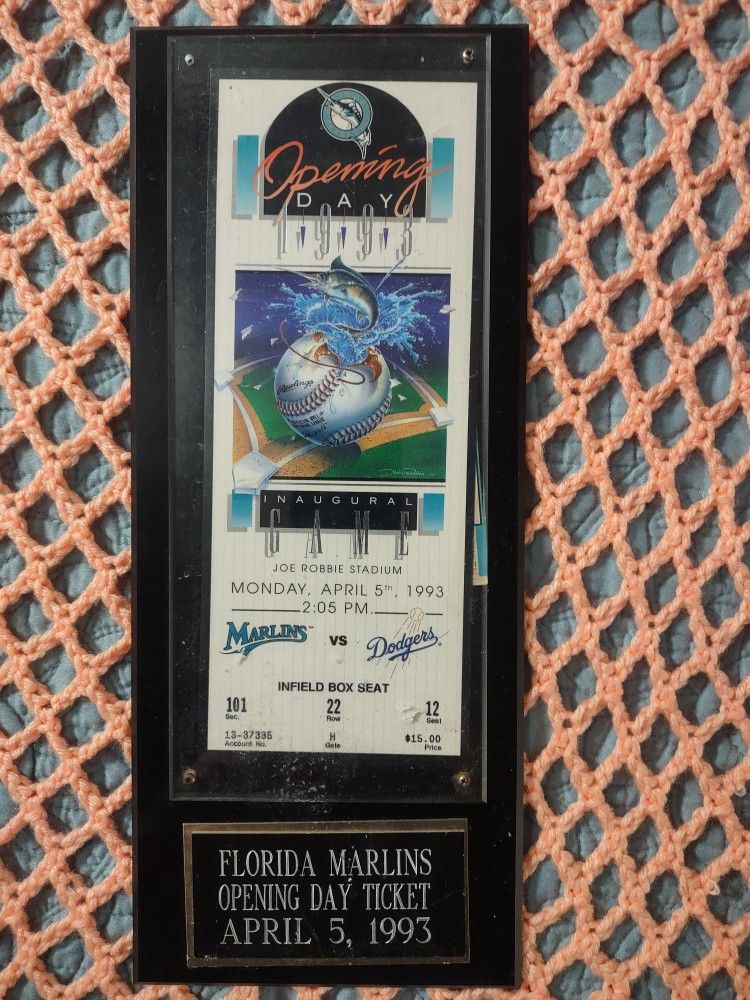 Opening
DAY
1993
Rawlings
INAUGURAL
GAME
JOE ROBBIE STADIUM
MONDAY, APRIL 5th, 1993
2:05 PM
MARLINS™ VS Dodgers
INFIELD BOX SEAT
101 22 12
Sec. Row Seat
13-37335 H $15.00
Account No. Gate Price
FLORIDA MARLINS
OPENING DAY TICKET
APRIL 5, 1993